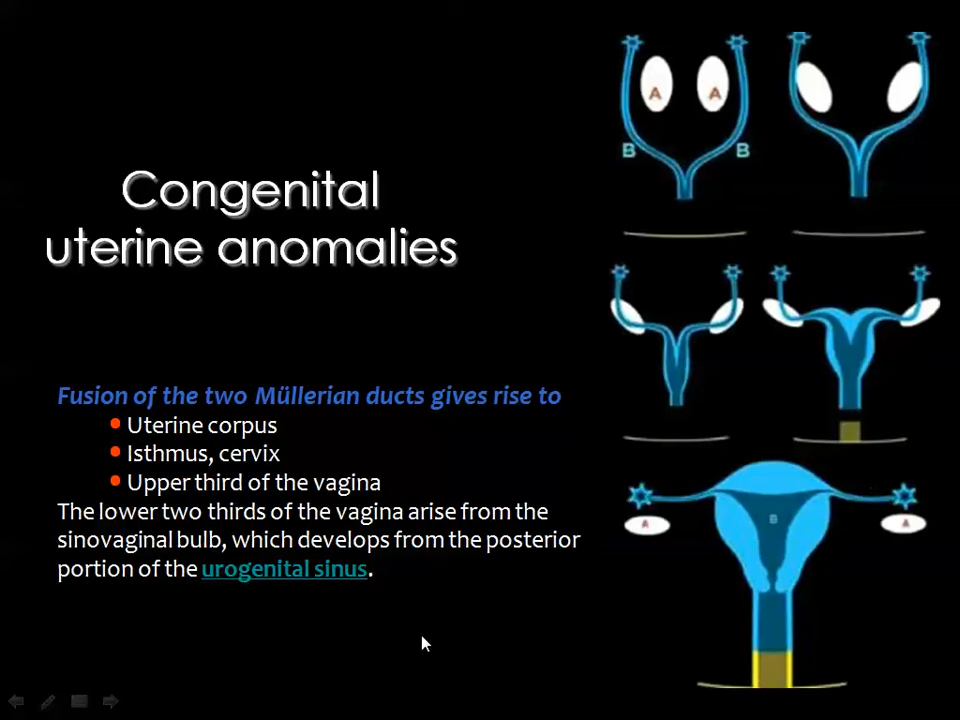 Congenital
uterine anomalies
Fusion of the two Müllerian ducts gives rise to
• Uterine corpus
• Isthmus, cervix
• Upper third of the vagina
The lower two thirds of the vagina arise from the
sinovaginal bulb, which develops from the posterior
portion of the urogenital sinus.
A A
B B
A B A